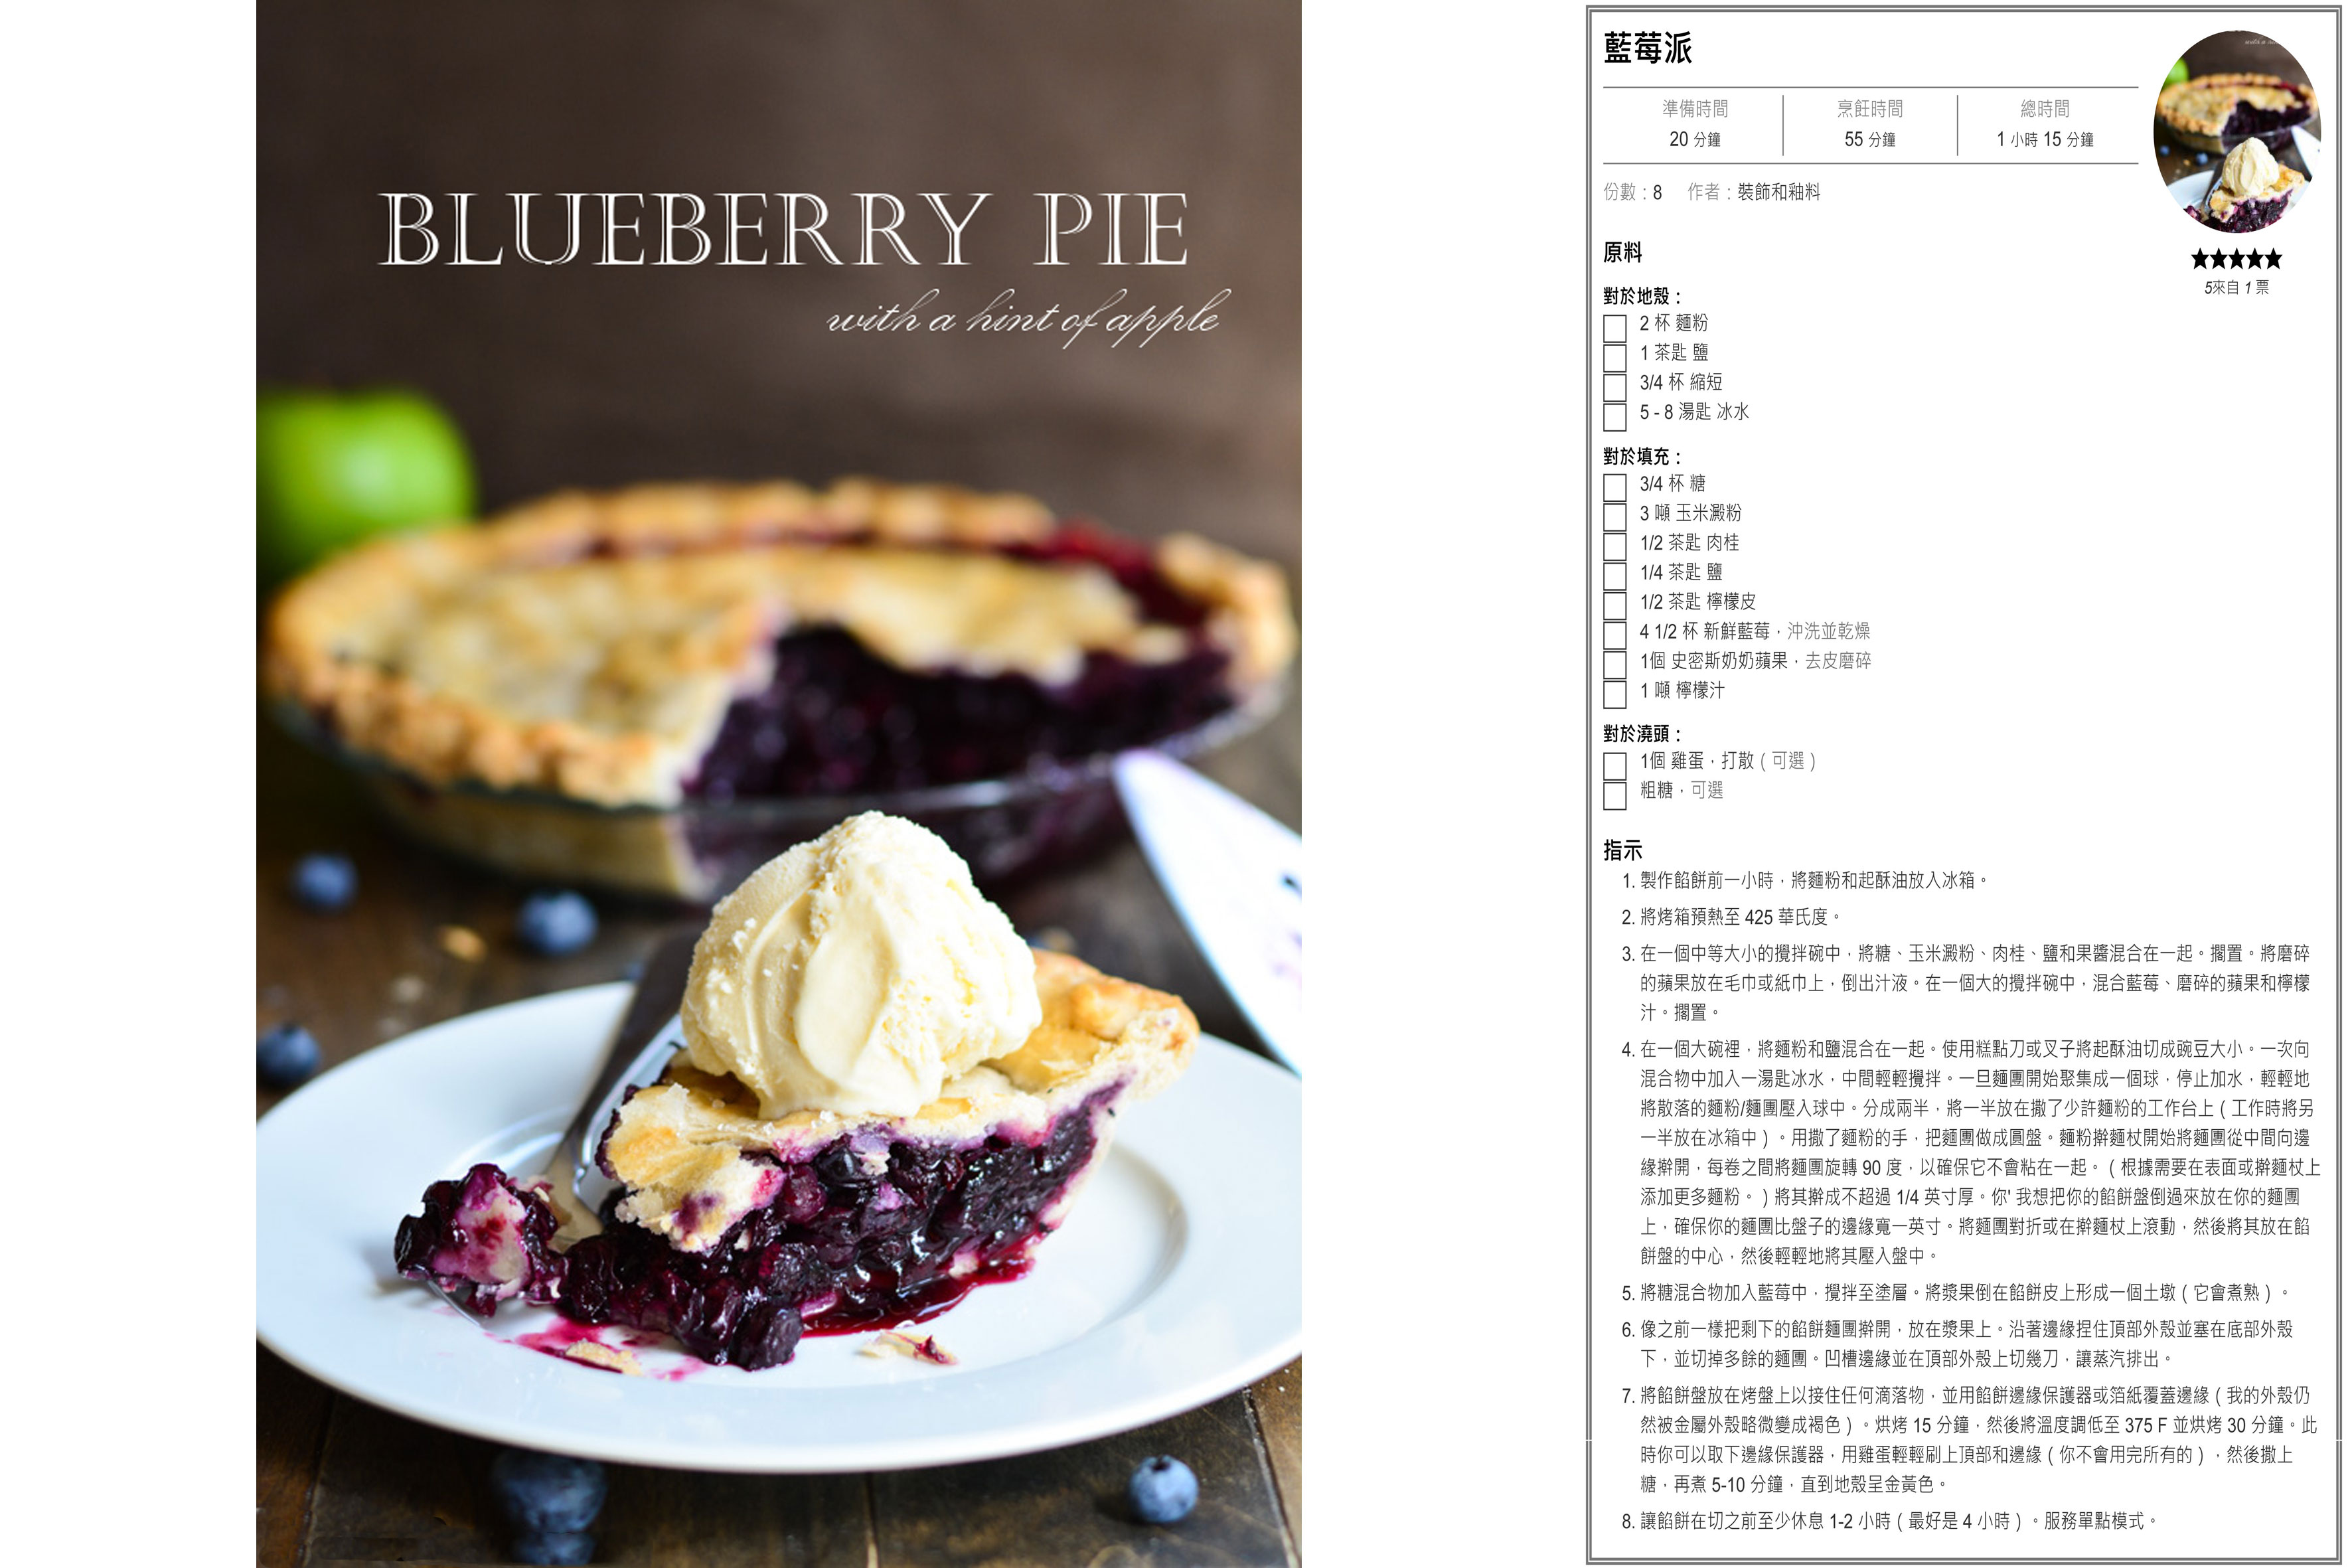 BLUEBERRY PIE
with a hint of apple
藍莓派
準備時間
20 分鐘
烹飪時間
55 分鐘
總時間
1 小時 15 分鐘
份數：8 作者：裝飾和釉料
5來自 1 票
原料
對於地殼：
2 杯 麵粉
1 茶匙 鹽
3/4 杯 縮短
5 - 8 湯匙 冰水
對於填充：
3/4 杯 糖
3 噸 玉米澱粉
1/2 茶匙 肉桂
1/4 茶匙 鹽
1/2 茶匙 檸檬皮
4 1/2 杯 新鮮藍莓，沖洗並乾燥
1個 史密斯奶奶蘋果，去皮磨碎
1 噸 檸檬汁
對於澆頭：
1個 雞蛋，打散（可選）
粗糖，可選
指示
1. 製作餡餅前一小時，將麵粉和起酥油放入冰箱。
2. 將烤箱預熱至 425 華氏度。
3. 在一個中等大小的攪拌碗中，將糖、玉米澱粉、肉桂、鹽和果醬混合在一起。擱置。將磨碎
的蘋果放在毛巾或紙巾上，倒出汁液。在一個大的攪拌碗中，混合藍莓、磨碎的蘋果和檸檬
汁。擱置。
4. 在一個大碗裡，將麵粉和鹽混合在一起。使用糕點刀或叉子將起酥油切成豌豆大小。一次向
混合物中加入一湯匙冰水，中間輕輕攪拌。一旦麵團開始聚集成一個球，停止加水，輕輕地
將散落的麵粉/麵團壓入球中。分成兩半，將一半放在撒了少許麵粉的工作台上（工作時將另
一半放在冰箱中）。用撒了麵粉的手，把麵團做成圓盤。麵粉擀麵杖開始將麵團從中間向邊
緣擀開，每卷之間將麵團旋轉 90 度，以確保它不會粘在一起。（根據需要在表面或擀麵杖上
添加更多麵粉。）將其擀成不超過 1/4 英寸厚。你' 我想把你的餡餅盤倒過來放在你的麵團
上，確保你的麵團比盤子的邊緣寬一英寸。將麵團對折或在擀麵杖上滾動，然後將其放在餡
餅盤的中心，然後輕輕地將其壓入盤中。
5. 將糖混合物加入藍莓中，攪拌至塗層。將漿果倒在餡餅皮上形成一個土墩（它會煮熟）。
6. 像之前一樣把剩下的餡餅麵團擀開，放在漿果上。沿著邊緣捏住頂部外殼並塞在底部外殼
下，並切掉多餘的麵團。凹槽邊緣並在頂部外殼上切幾刀，讓蒸汽排出。
7. 將餡餅盤放在烤盤上以接住任何滴落物，並用餡餅邊緣保護器或箔紙覆蓋邊緣（我的外殼仍
然被金屬外殼略微變成褐色）。烘烤 15 分鐘，然後將溫度調低至 375 F 並烘烤 30 分鐘。此
時你可以取下邊緣保護器，用雞蛋輕輕刷上頂部和邊緣（你不會用完所有的），然後撒上
糖，再煮 5-10 分鐘，直到地殼呈金黃色。
8. 讓餡餅在切之前至少休息 1-2 小時（最好是 4 小時）。服務單點模式。